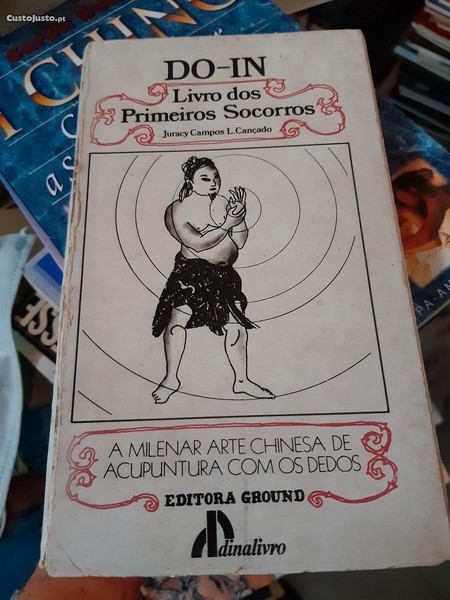 CustoJusto.pt
I CHING
DO-IN
Livro dos
Primeiros Socorros
Juracy Campos L. Cançado
A MILENAR ARTE CHINESA DE
ACUPUNTURA COM OS DEDOS
EDITORA GROUND
dinalivro